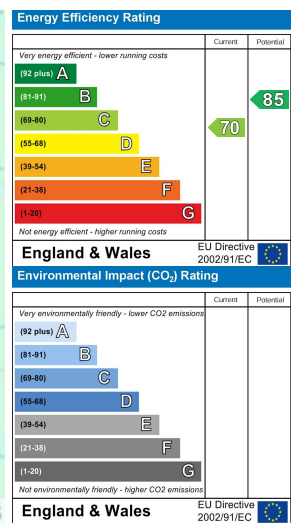 Energy Efficiency Rating
Current Potential
Very energy efficient - lower running costs
(92 plus) A
(81-91) B
(69-80) C
(55-68) D
(39-54) E
(21-38) F
(1-20) G
70
85
Not energy efficient - higher running costs
England & Wales
EU Directive
2002/91/EC
Environmental Impact (CO₂) Rating
Current Potential
Very environmentally friendly - lower CO2 emissions
(92 plus) A
(81-91) B
(69-80) C
(55-68) D
(39-54) E
(21-38) F
(1-20) G
Not environmentally friendly - higher CO2 emissions
England & Wales
EU Directive
2002/91/EC